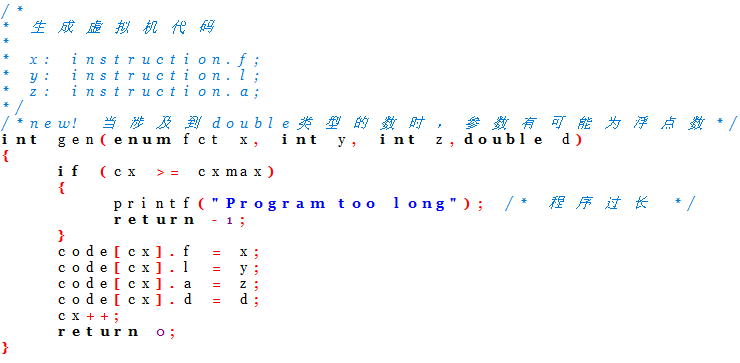 /*
* 生成虚拟机代码
*
* x: instruction.f;
* y: instruction.l;
* z: instruction.a;
*/
/*new! 当涉及到double类型的数时，参数有可能为浮点数*/
int gen(enum fct x, int y, int z,double d)
{
if (cx >= cxmax)
{
printf("Program too long"); /* 程序过长 */
return -1;
}
code[cx].f = x;
code[cx].l = y;
code[cx].a = z;
code[cx].d = d;
cx++;
return 0;
}